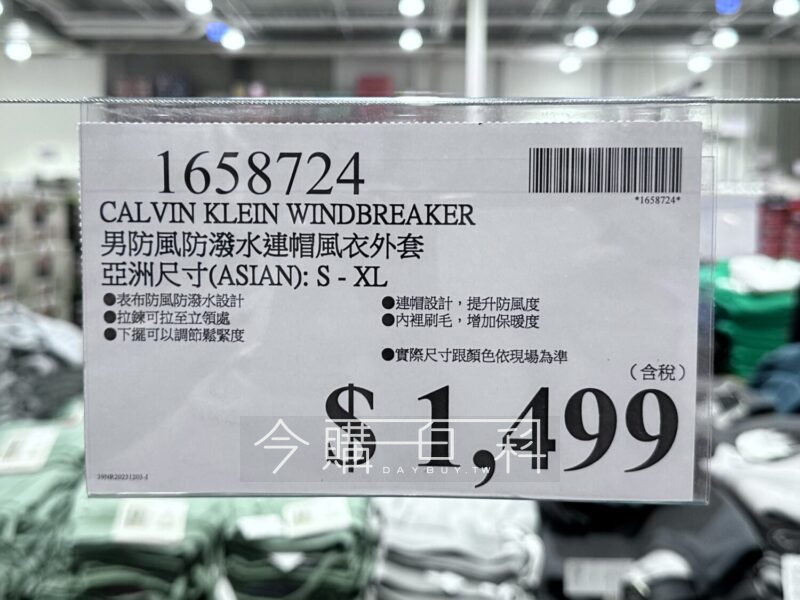 1658724
*1658724*
CALVIN KLEIN WINDBREAKER
男防風防潑水連帽風衣外套
亞洲尺寸(ASIAN): S - XL
●表布防風防潑水設計
●拉鍊可拉至立領處
●下擺可以調節鬆緊度
●連帽設計，提升防風度
●內裡刷毛，增加保暖度
●實際尺寸跟顏色依現場為準
(含稅)
$ 1,499
今購百科
DAYBUY.TW